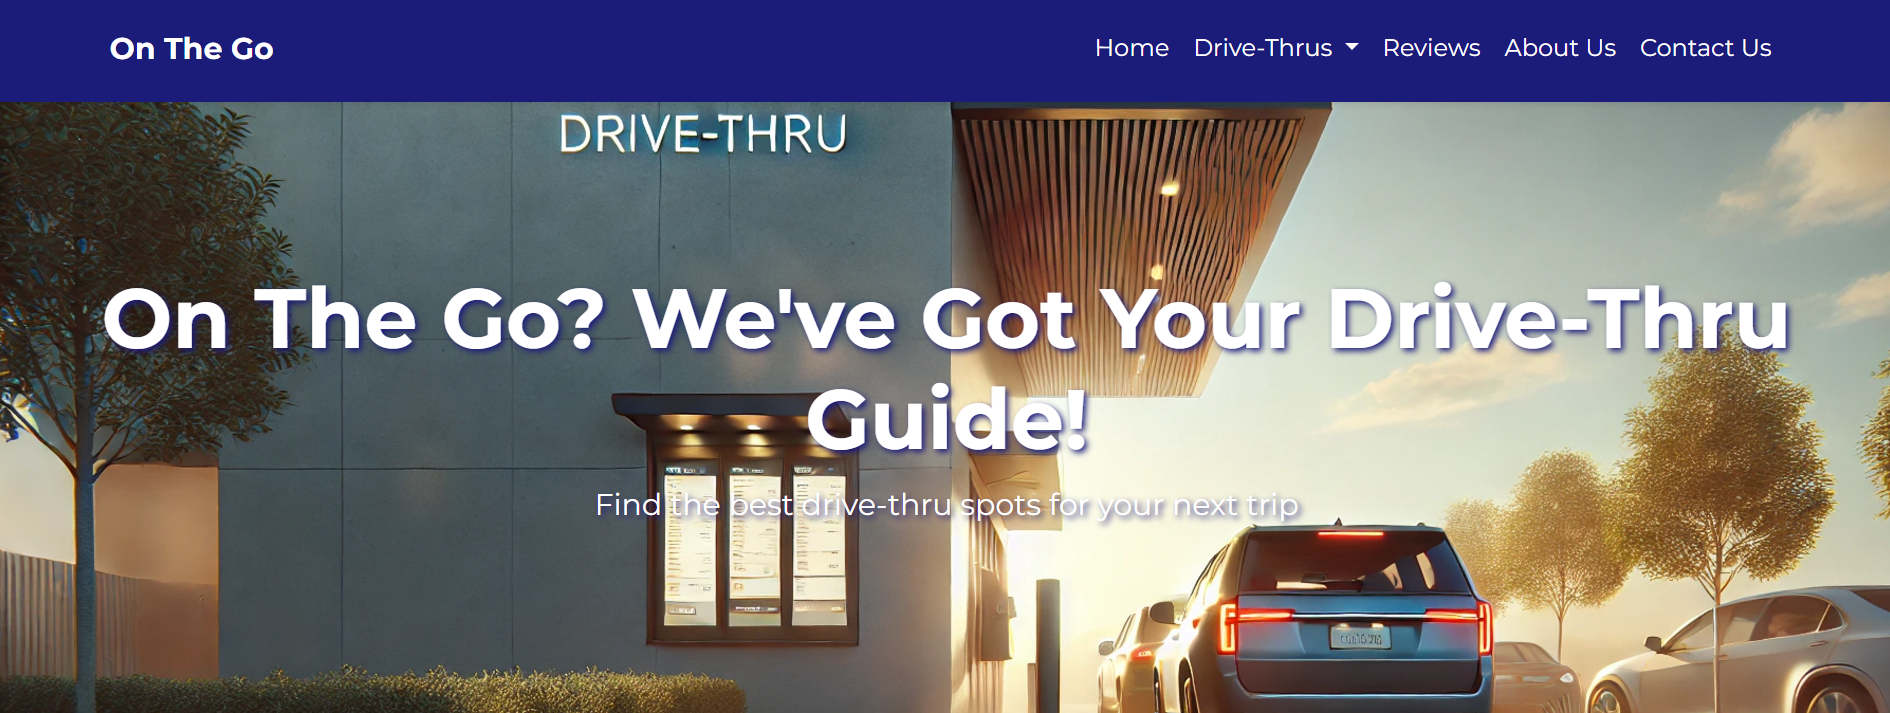 On The Go
Home Drive-Thrus Reviews About Us Contact Us
DRIVE-THRU
On The Go? We've Got Your Drive-Thru
Guide!
Find the best drive-thru spots for your next trip